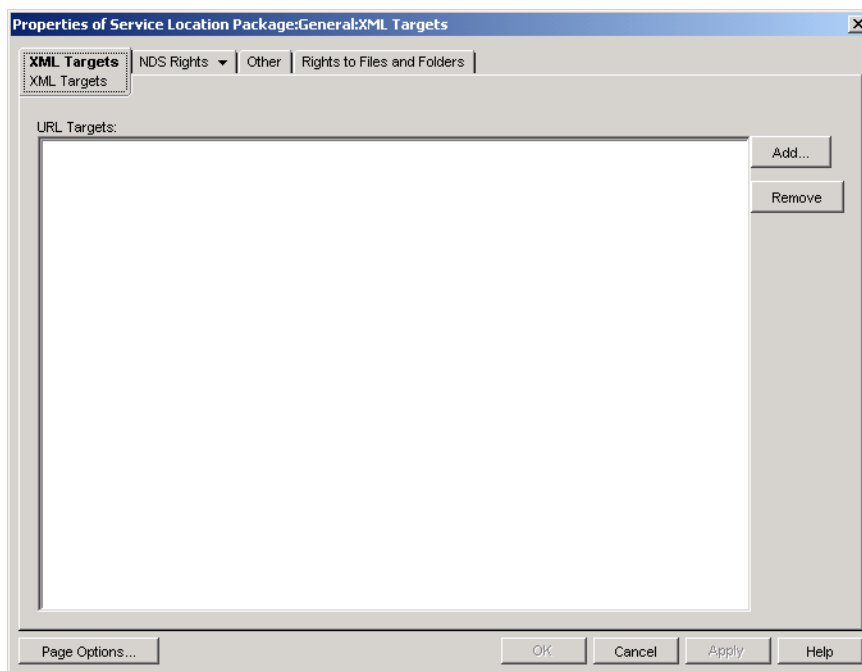 Properties of Service Location Package:General:XML Targets
XML Targets NDS Rights Other Rights to Files and Folders
XML Targets
URL Targets:
Add...
Remove
Page Options... OK Cancel Apply Help